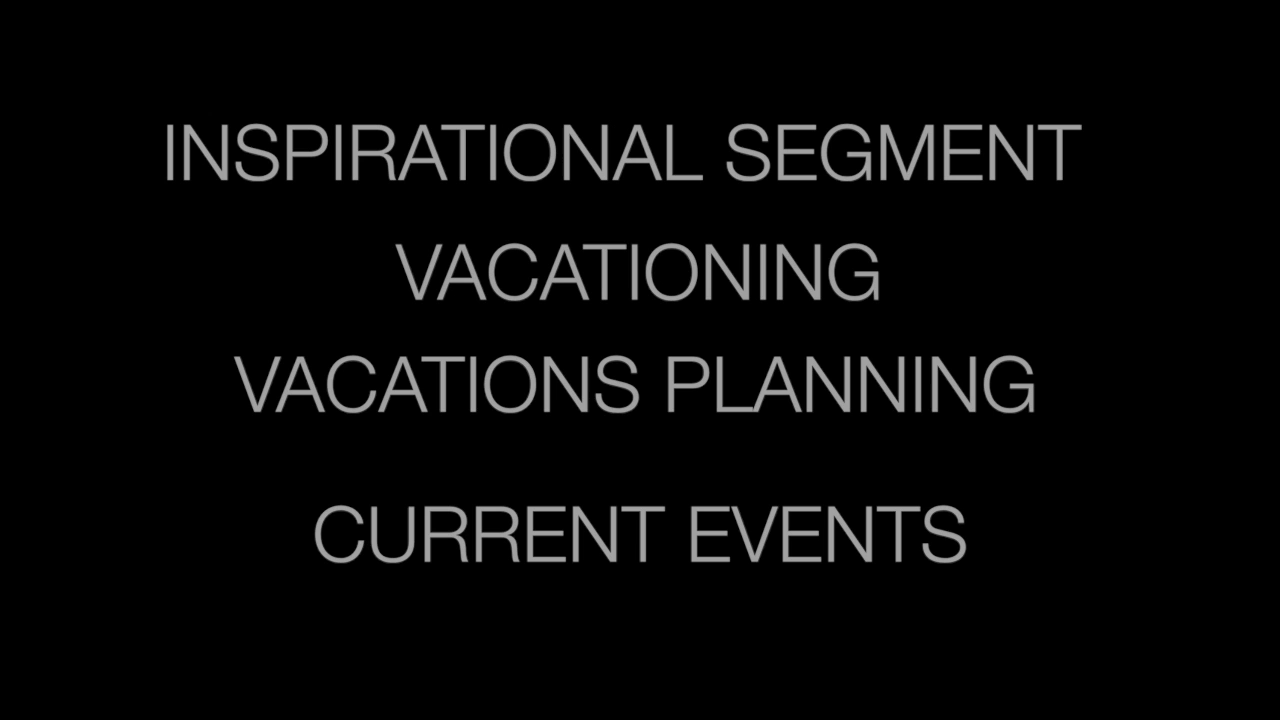 INSPIRATIONAL SEGMENT
VACATIONING
VACATIONS PLANNING
CURRENT EVENTS